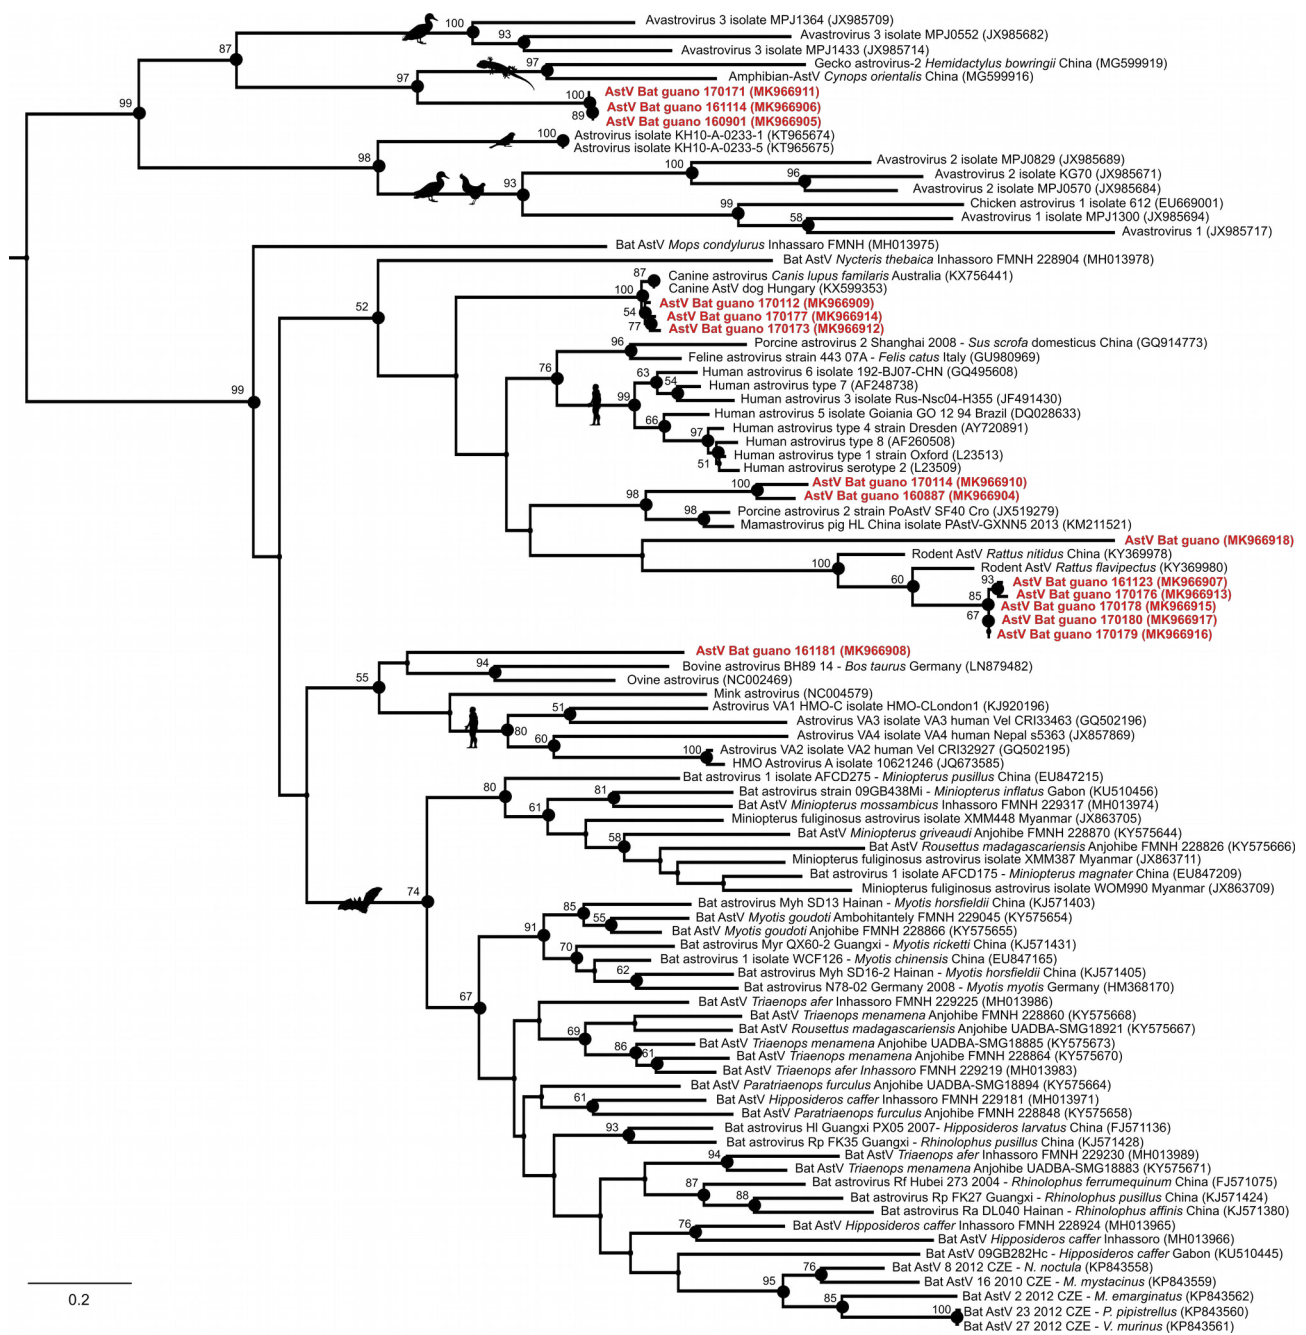 Avastrovirus 3 isolate MPJ1364 (JX985709)
100
Avastrovirus 3 isolate MPJ0552 (JX985682)
93
Avastrovirus 3 isolate MPJ1433 (JX985714)
87
Gecko astrovirus-2 Hemidactylus bowringii China (MG599919)
97
Amphibian-AstV Cynops orientalis China (MG599916)
97
AstV Bat guano 170171 (MK966911)
100
99
AstV Bat guano 161114 (MK966906)
89
AstV Bat guano 160901 (MK966905)
100
Astrovirus isolate KH10-A-0233-1 (KT965674)
Astrovirus isolate KH10-A-0233-5 (KT965675)
98
Avastrovirus 2 isolate MPJ0829 (JX985689)
100
Avastrovirus 2 isolate KG70 (JX985671)
96
93
Avastrovirus 2 isolate MPJ0570 (JX985684)
Chicken astrovirus 1 isolate 612 (EU669001)
99
Avastrovirus 1 isolate MPJ1300 (JX985694)
58
Avastrovirus 1 (JX985717)
Bat AstV Mops condylurus Inhassaro FMNH (MH013975)
Bat AstV Nycteris thebaica Inhassoro FMNH 228904 (MH013978)
87
Canine astrovirus Canis lupus familaris Australia (KX756441)
100
Canine AstV dog Hungary (KX599353)
52
AstV Bat guano 170112 (MK966909)
54
AstV Bat guano 170177 (MK966914)
77
AstV Bat guano 170173 (MK966912)
96
Porcine astrovirus 2 Shanghai 2008 - Sus scrofa domesticus China (GQ914773)
Feline astrovirus strain 443 07A - Felis catus Italy (GU980969)
76
63
Human astrovirus 6 isolate 192-BJ07-CHN (GQ495608)
54
Human astrovirus type 7 (AF248738)
99
99
Human astrovirus 3 isolate Rus-Nsc04-H355 (JF491430)
66
Human astrovirus 5 isolate Goiania GO 12 94 Brazil (DQ028633)
97
Human astrovirus type 4 strain Dresden (AY720891)
Human astrovirus type 8 (AF260508)
Human astrovirus type 1 strain Oxford (L23513)
51
Human astrovirus serotype 2 (L23509)
100
AstV Bat guano 170114 (MK966910)
98
AstV Bat guano 160887 (MK966904)
98
Porcine astrovirus 2 strain PoAstV SF40 Cro (JX519279)
Mamastrovirus pig HL China isolate PAstV-GXNN5 2013 (KM211521)
AstV Bat guano (MK966918)
Rodent AstV Rattus nitidus China (KY369978)
100
Rodent AstV Rattus flavipectus (KY369980)
60
93
AstV Bat guano 161123 (MK966907)
AstV Bat guano 170176 (MK966913)
85
AstV Bat guano 170178 (MK966915)
67
AstV Bat guano 170180 (MK966917)
AstV Bat guano 170179 (MK966916)
AstV Bat guano 161181 (MK966908)
94
Bovine astrovirus BH89 14 - Bos taurus Germany (LN879482)
55
Ovine astrovirus (NC002469)
Mink astrovirus (NC004579)
51
Astrovirus VA1 HMO-C isolate HMO-CLondon1 (KJ920196)
Astrovirus VA3 isolate VA3 human Vel CRI33463 (GQ502196)
80
60
Astrovirus VA4 isolate VA4 human Nepal s5363 (JX857869)
100
Astrovirus VA2 isolate VA2 human Vel CRI32927 (GQ502195)
HMO Astrovirus A isolate 10621246 (JQ673585)
Bat astrovirus 1 isolate AFCD275 - Miniopterus pusillus China (EU847215)
80
81
Bat astrovirus strain 09GB438Mi - Miniopterus inflatus Gabon (KU510456)
61
Bat AstV Miniopterus mossambicus Inhassoro FMNH 229317 (MH013974)
Miniopterus fuliginosus astrovirus isolate XMM448 Myanmar (JX863705)
58
Bat AstV Miniopterus griveaudi Anjohibe FMNH 228870 (KY575644)
Bat AstV Rousettus madagascariensis Anjohibe FMNH 228826 (KY575666)
Miniopterus fuliginosus astrovirus isolate XMM387 Myanmar (JX863711)
Bat astrovirus 1 isolate AFCD175 - Miniopterus magnater China (EU847209)
74
Miniopterus fuliginosus astrovirus isolate WOM990 Myanmar (JX863709)
85
Bat astrovirus Myh SD13 Hainan - Myotis horsfieldii China (KJ571403)
55
Bat AstV Myotis goudoti Ambohitantely FMNH 229045 (KY575654)
91
Bat AstV Myotis goudoti Anjohibe FMNH 228866 (KY575655)
70
Bat astrovirus Myr QX60-2 Guangxi - Myotis ricketti China (KJ571431)
Bat astrovirus 1 isolate WCF126 - Myotis chinensis China (EU847165)
62
Bat astrovirus Myh SD16-2 Hainan - Myotis horsfieldii China (KJ571405)
Bat astrovirus N78-02 Germany 2008 - Myotis myotis Germany (HM368170)
67
Bat AstV Triaenops afer Inhassoro FMNH 229225 (MH013986)
Bat AstV Triaenops menamena Anjohibe FMNH 228860 (KY575668)
69
Bat AstV Rousettus madagascariensis Anjohibe UADBA-SMG18921 (KY575667)
86
Bat AstV Triaenops menamena Anjohibe UADBA-SMG18885 (KY575673)
61
Bat AstV Triaenops menamena Anjohibe FMNH 228864 (KY575670)
Bat AstV Triaenops afer Inhassoro FMNH 229219 (MH013983)
Bat AstV Paratriaenops furculus Anjohibe UADBA-SMG18894 (KY575664)
61
Bat AstV Hipposideros caffer Inhassoro FMNH 229181 (MH013971)
Bat AstV Paratriaenops furculus Anjohibe FMNH 228848 (KY575658)
93
Bat astrovirus Hl Guangxi PX05 2007- Hipposideros larvatus China (FJ571136)
Bat astrovirus Rp FK35 Guangxi - Rhinolophus pusillus China (KJ571428)
94
Bat AstV Triaenops afer Inhassoro FMNH 229230 (MH013989)
Bat AstV Triaenops menamena Anjohibe UADBA-SMG18883 (KY575671)
87
Bat astrovirus Rf Hubei 273 2004 - Rhinolophus ferrumequinum China (FJ571075)
88
Bat astrovirus Rp FK27 Guangxi - Rhinolophus pusillus China (KJ571424)
Bat astrovirus Ra DL040 Hainan - Rhinolophus affinis China (KJ571380)
76
Bat AstV Hipposideros caffer Inhassoro FMNH 228924 (MH013965)
Bat AstV Hipposideros caffer Inhassoro (MH013966)
Bat AstV 09GB282Hc - Hipposideros caffer Gabon (KU510445)
76
Bat AstV 8 2012 CZE - N. noctula (KP843558)
95
Bat AstV 16 2010 CZE - M. mystacinus (KP843559)
85
Bat AstV 2 2012 CZE - M. emarginatus (KP843562)
100
Bat AstV 23 2012 CZE - P. pipistrellus (KP843560)
Bat AstV 27 2012 CZE - V. murinus (KP843561)
0.2